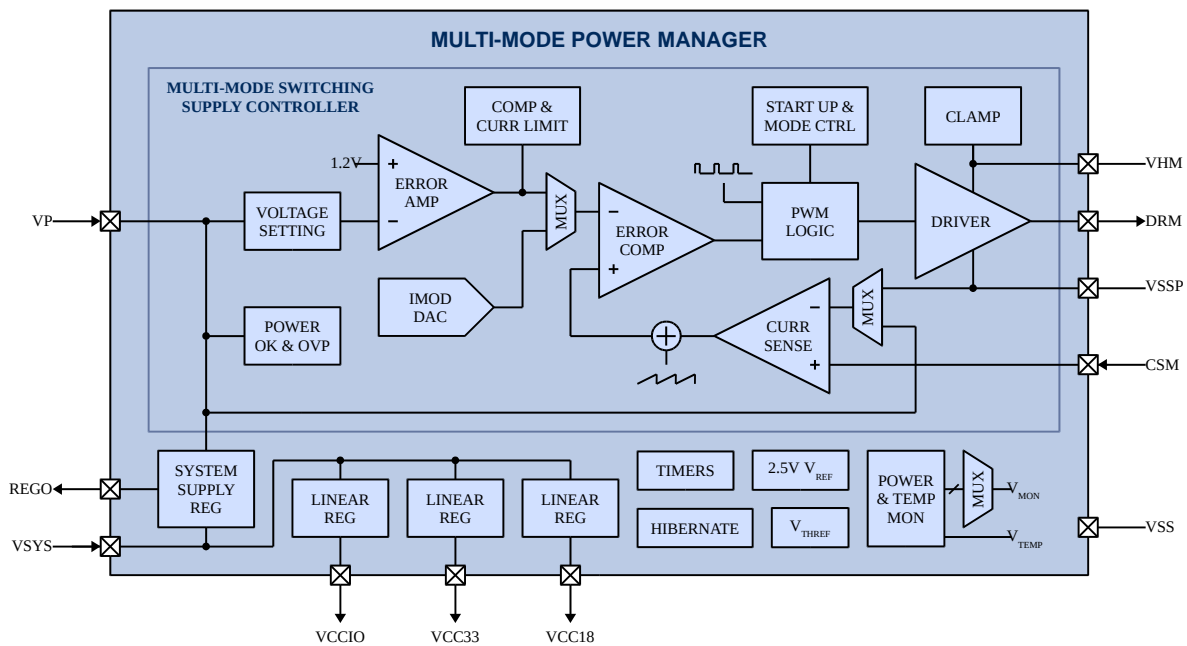 MULTI-MODE POWER MANAGER
MULTI-MODE SWITCHING
SUPPLY CONTROLLER
COMP &
CURR LIMIT
START UP &
MODE CTRL
CLAMP
1.2V
+
ERROR
AMP
−
VHM
VP
VOLTAGE
SETTING
MUX
−
ERROR
COMP
+
PWM
LOGIC
DRIVER
DRM
IMOD
DAC
VSSP
POWER
OK & OVP
+
−
CURR
SENSE
+
MUX
CSM
REGO
SYSTEM
SUPPLY
REG
VSYS
LINEAR
REG
LINEAR
REG
LINEAR
REG
TIMERS
2.5V VREF
HIBERNATE
VTHREF
POWER
& TEMP
MON
MUX
VMON
VTEMP
VSS
VCCIO
VCC33
VCC18